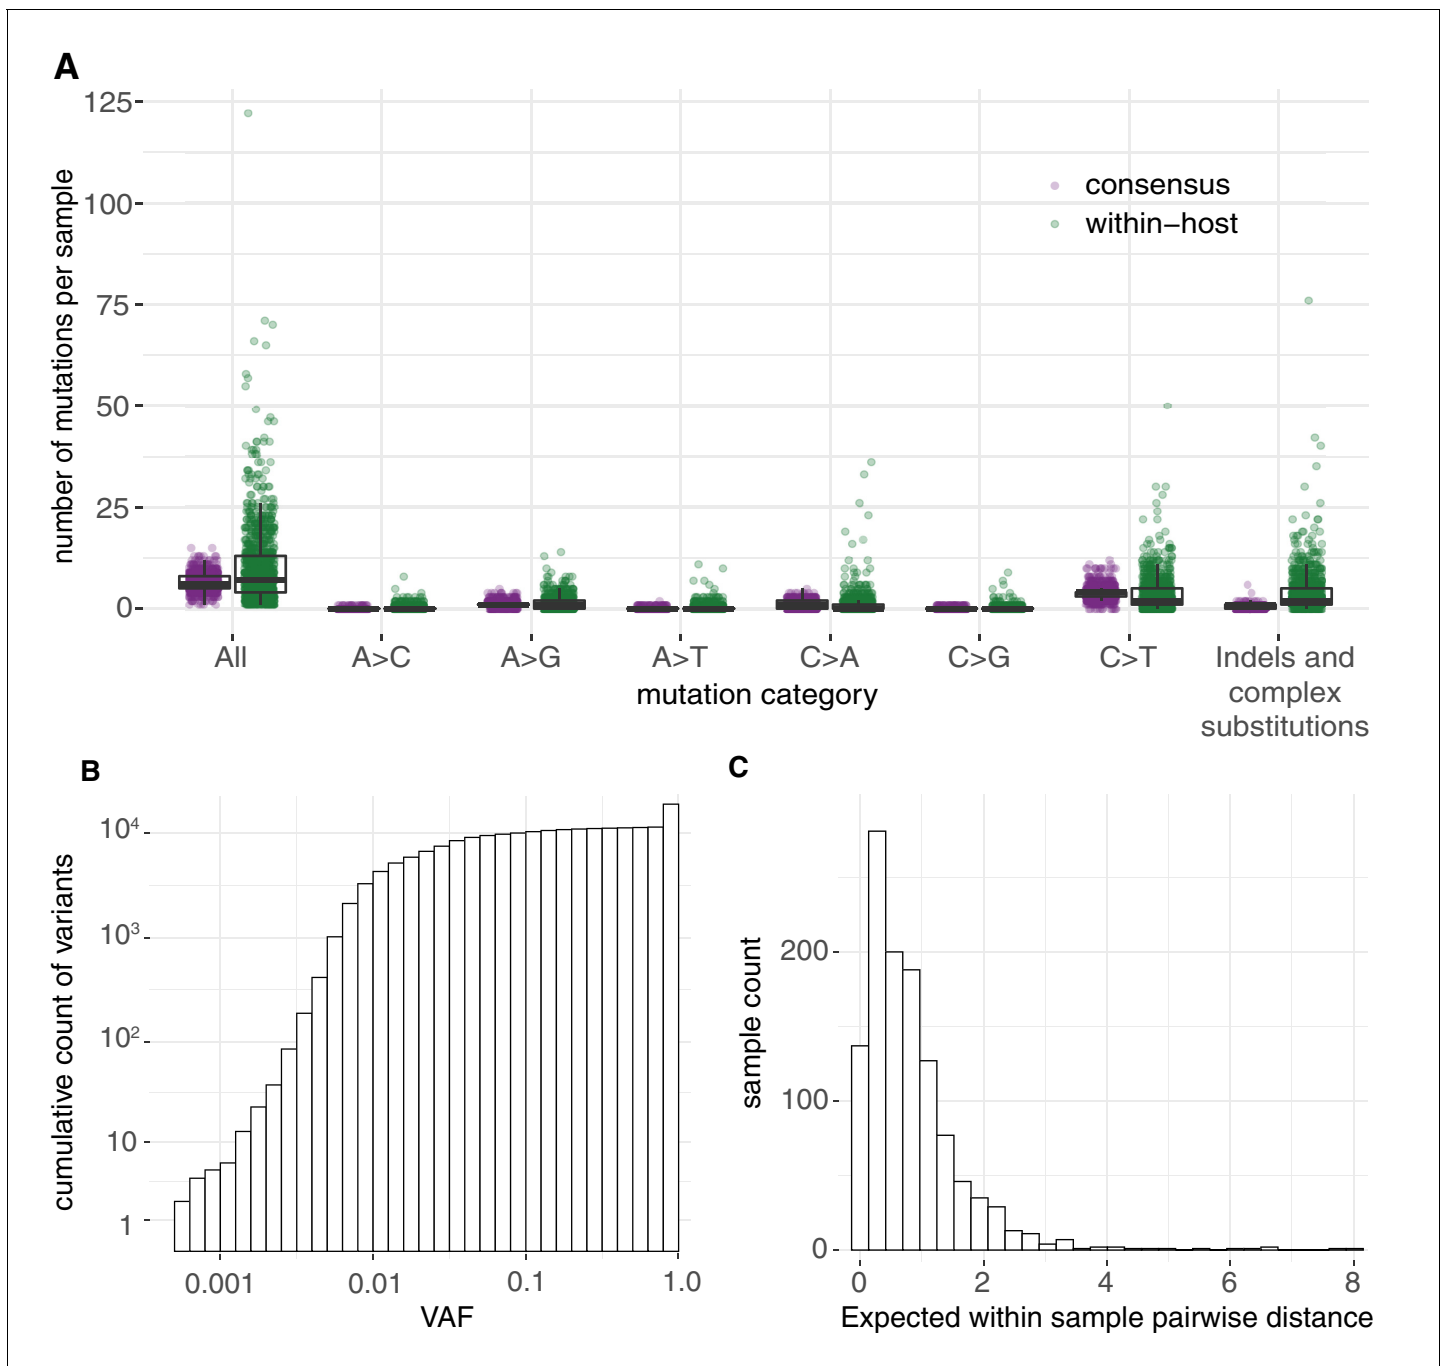 A
125
100
75
50
25
0
number of mutations per sample
consensus
within−host
All
A>C
A>G
A>T
C>A
C>G
C>T
Indels and
complex
substitutions
mutation category
B
10⁴
10³
10²
10
1
cumulative count of variants
0.001
0.01
0.1
1.0
VAF
C
200
100
0
sample count
0
2
4
6
8
Expected within sample pairwise distance